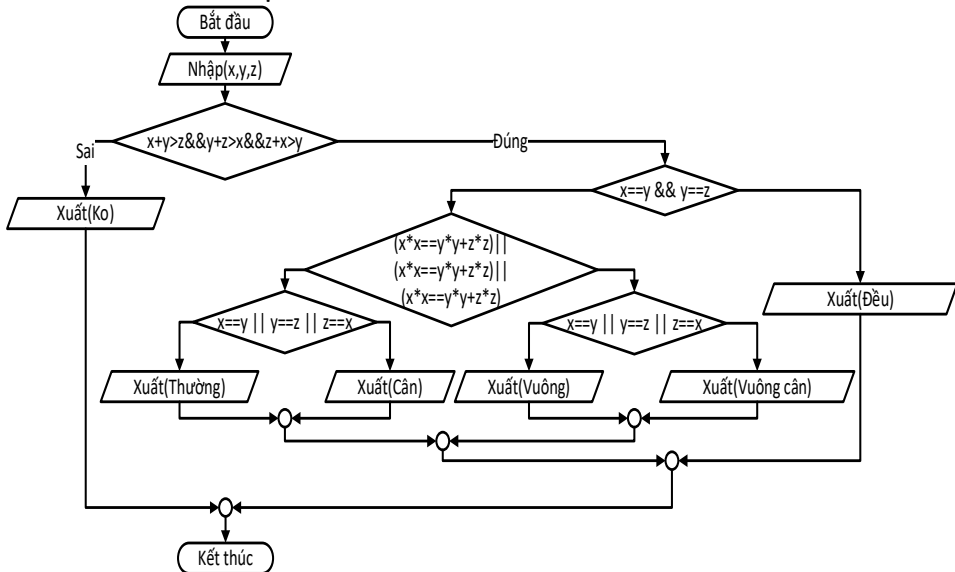 Bắt đầu
Nhập(x,y,z)
x+y>z&&y+z>x&&z+x>y
Sai
Đúng
Xuất(Ko)
x==y && y==z
(x*x==y*y+z*z)||
(x*x==y*y+z*z)||
(x*x==y*y+z*z)
Xuất(Đều)
x==y || y==z || z==x
x==y || y==z || z==x
Xuất(Thường)
Xuất(Cân)
Xuất(Vuông)
Xuất(Vuông cân)
Kết thúc